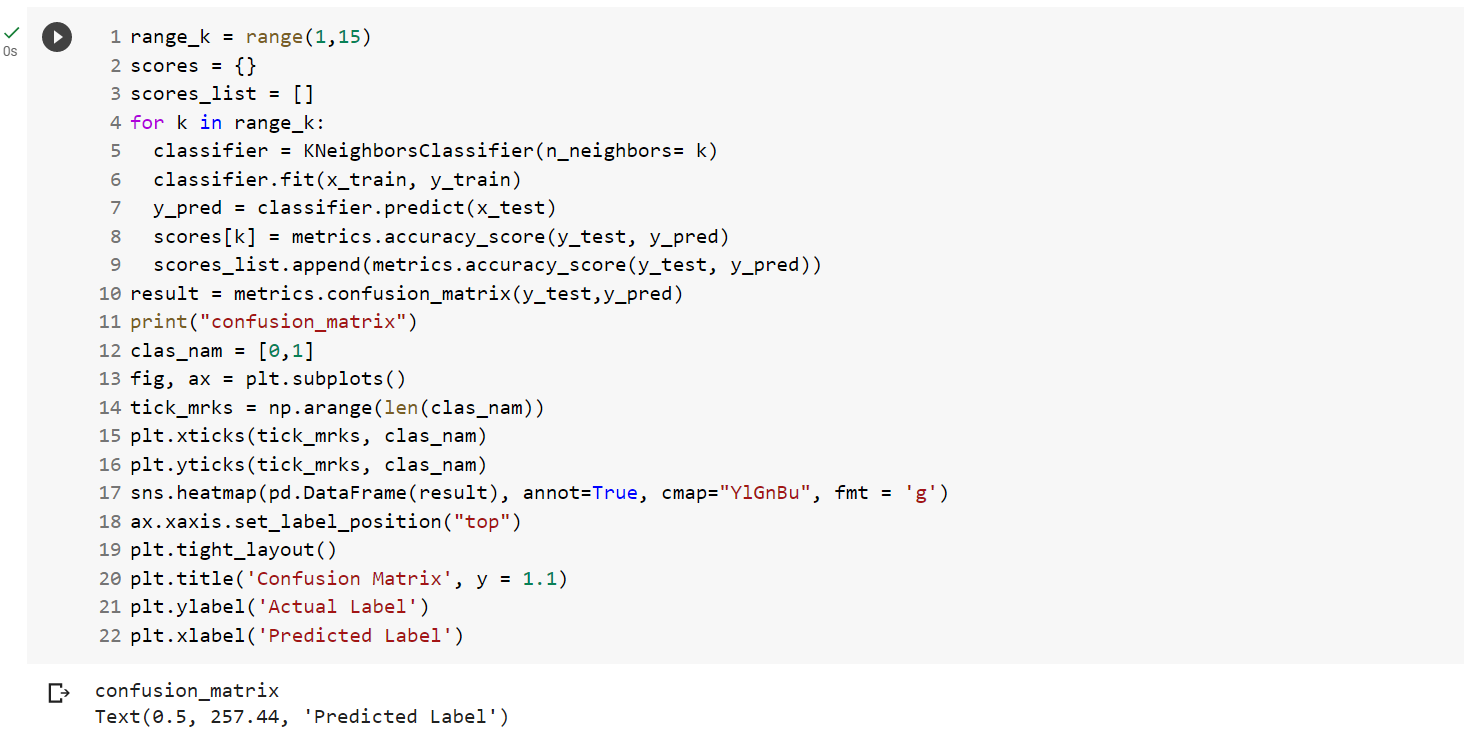 0s
1 range_k = range(1,15)
2 scores = {}
3 scores_list = []
4 for k in range_k:
5   classifier = KNeighborsClassifier(n_neighbors= k)
6   classifier.fit(x_train, y_train)
7   y_pred = classifier.predict(x_test)
8   scores[k] = metrics.accuracy_score(y_test, y_pred)
9   scores_list.append(metrics.accuracy_score(y_test, y_pred))
10 result = metrics.confusion_matrix(y_test,y_pred)
11 print("confusion_matrix")
12 clas_nam = [0,1]
13 fig, ax = plt.subplots()
14 tick_mrks = np.arange(len(clas_nam))
15 plt.xticks(tick_mrks, clas_nam)
16 plt.yticks(tick_mrks, clas_nam)
17 sns.heatmap(pd.DataFrame(result), annot=True, cmap="YlGnBu", fmt = 'g')
18 ax.xaxis.set_label_position("top")
19 plt.tight_layout()
20 plt.title('Confusion Matrix', y = 1.1)
21 plt.ylabel('Actual Label')
22 plt.xlabel('Predicted Label')
confusion_matrix
Text(0.5, 257.44, 'Predicted Label')